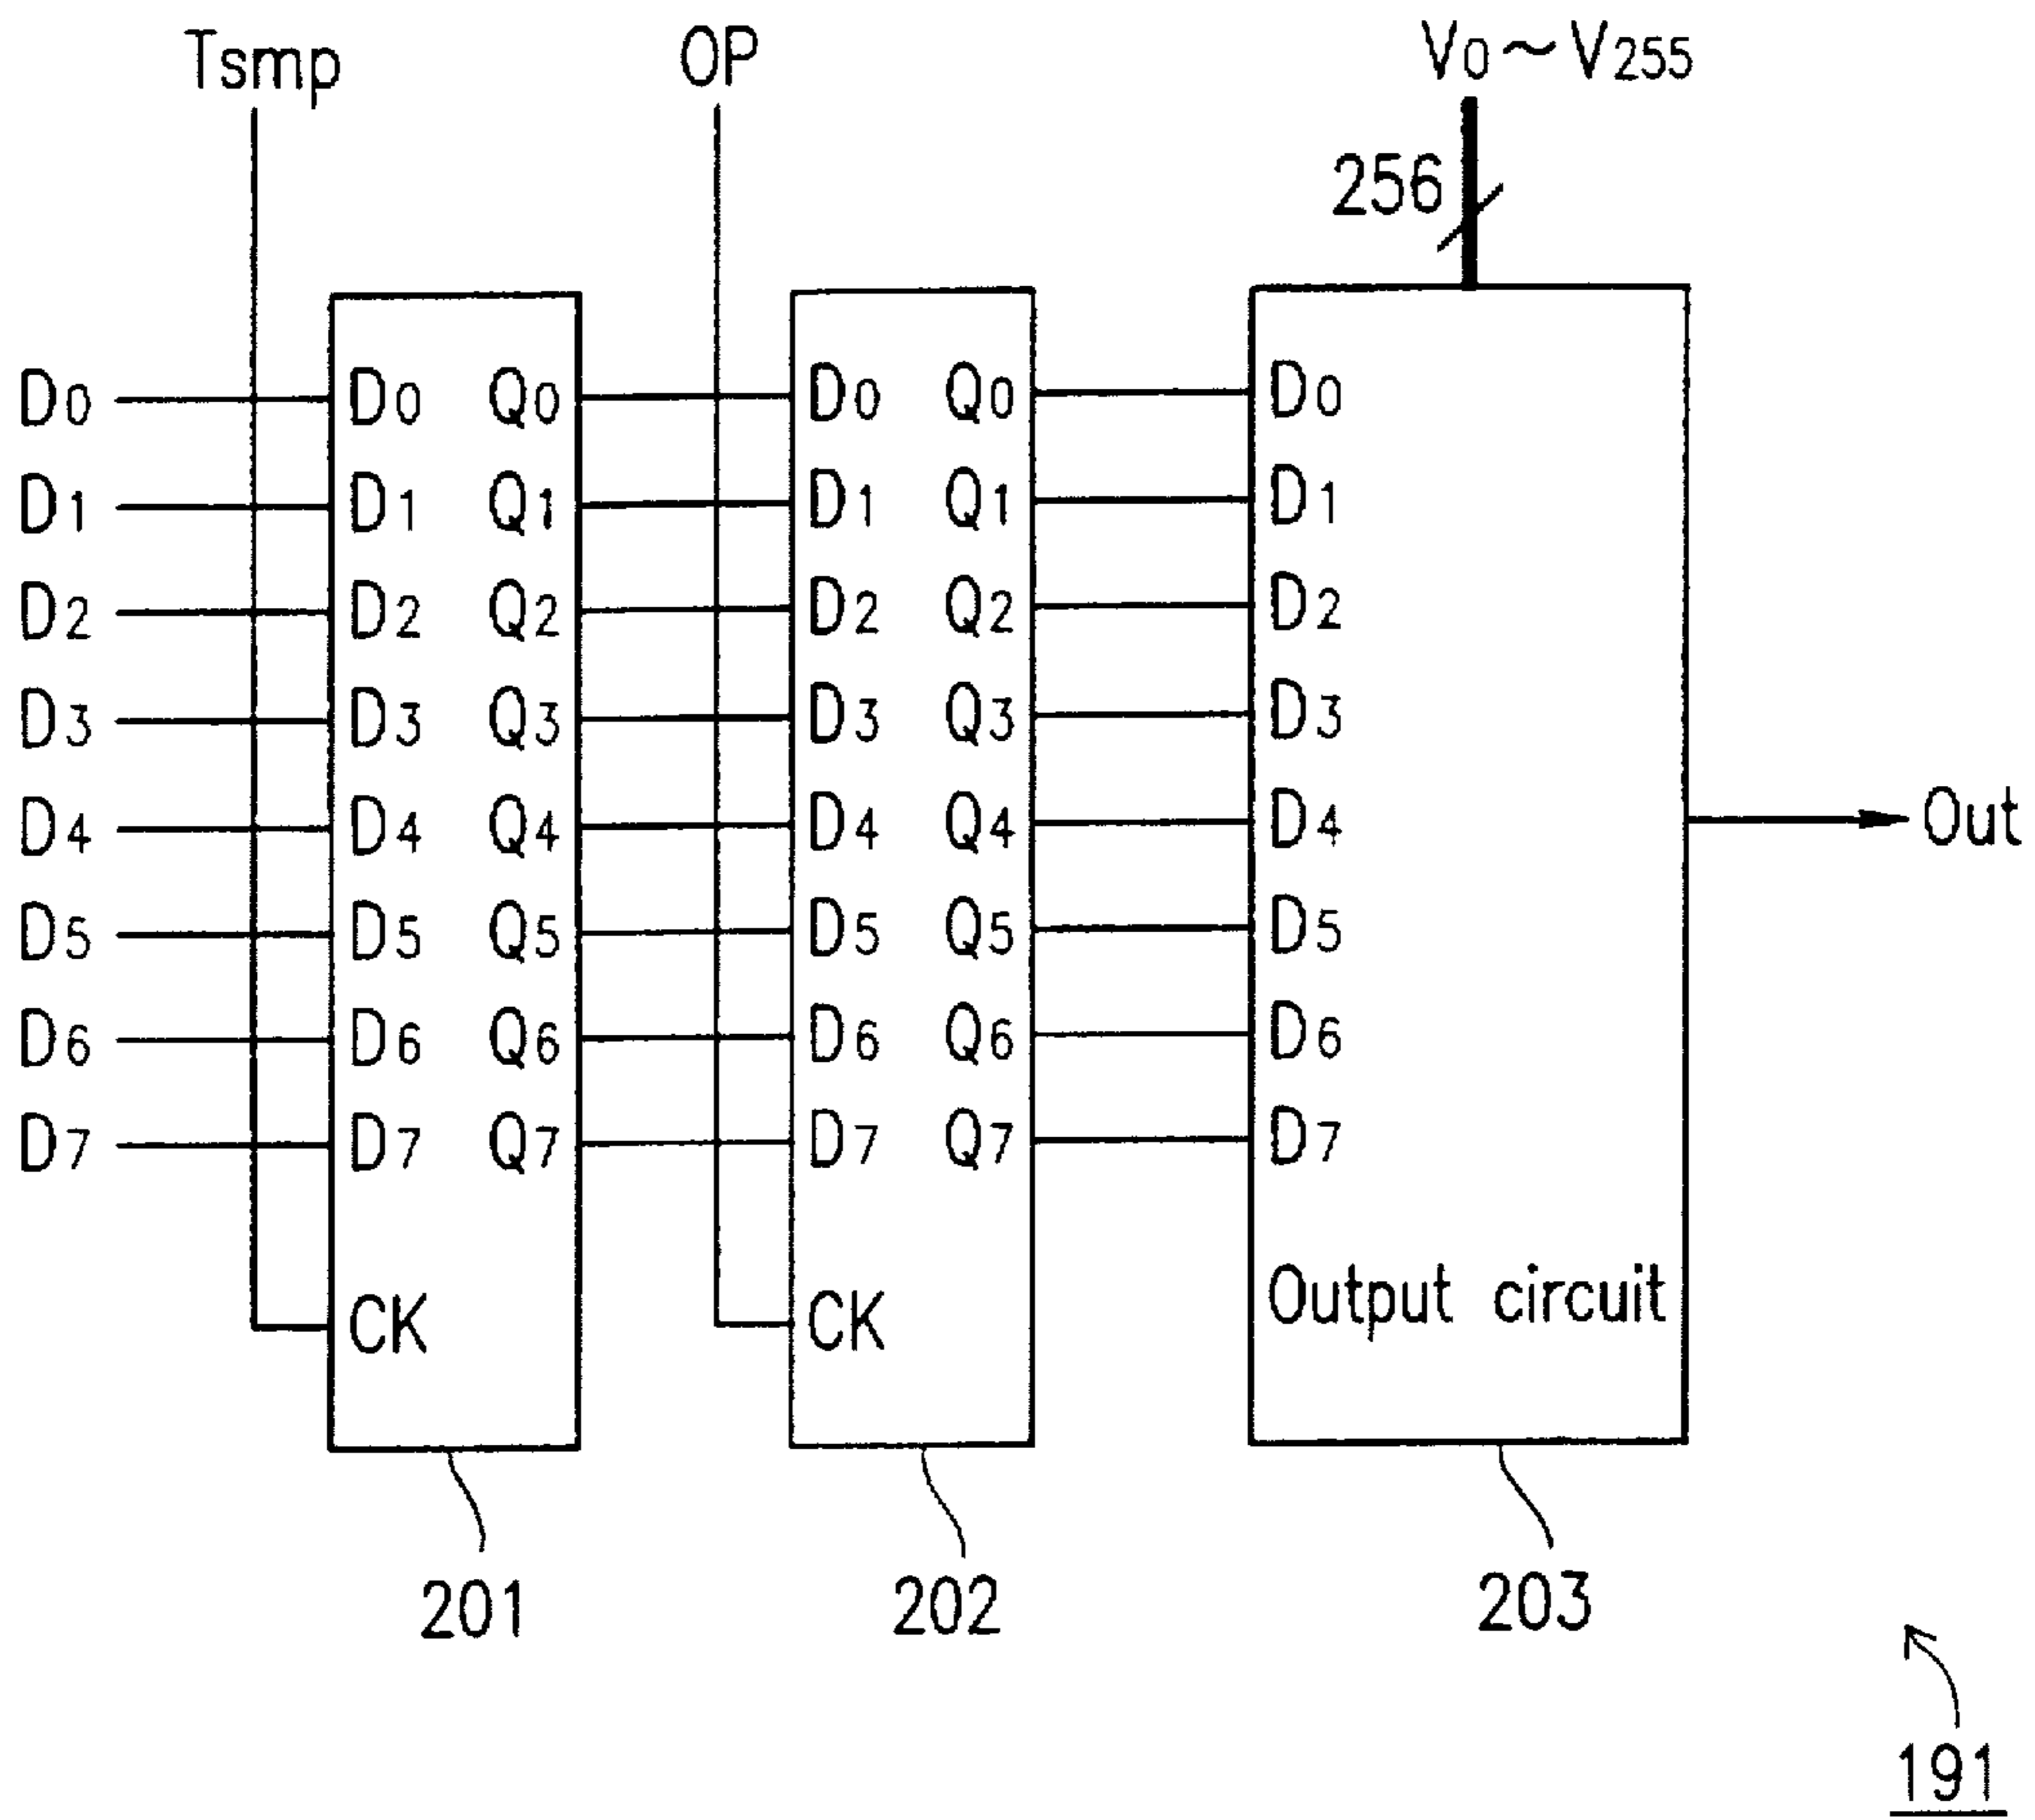 Tsmp OP V0~V255
256
D0 D0 Q0 D0 Q0 D0
D1 D1 Q1 D1 Q1 D1
D2 D2 Q2 D2 Q2 D2
D3 D3 Q3 D3 Q3 D3
D4 D4 Q4 D4 Q4 D4 Out
D5 D5 Q5 D5 Q5 D5
D6 D6 Q6 D6 Q6 D6
D7 D7 Q7 D7 Q7 D7
CK CK Output circuit
201 202 203
191